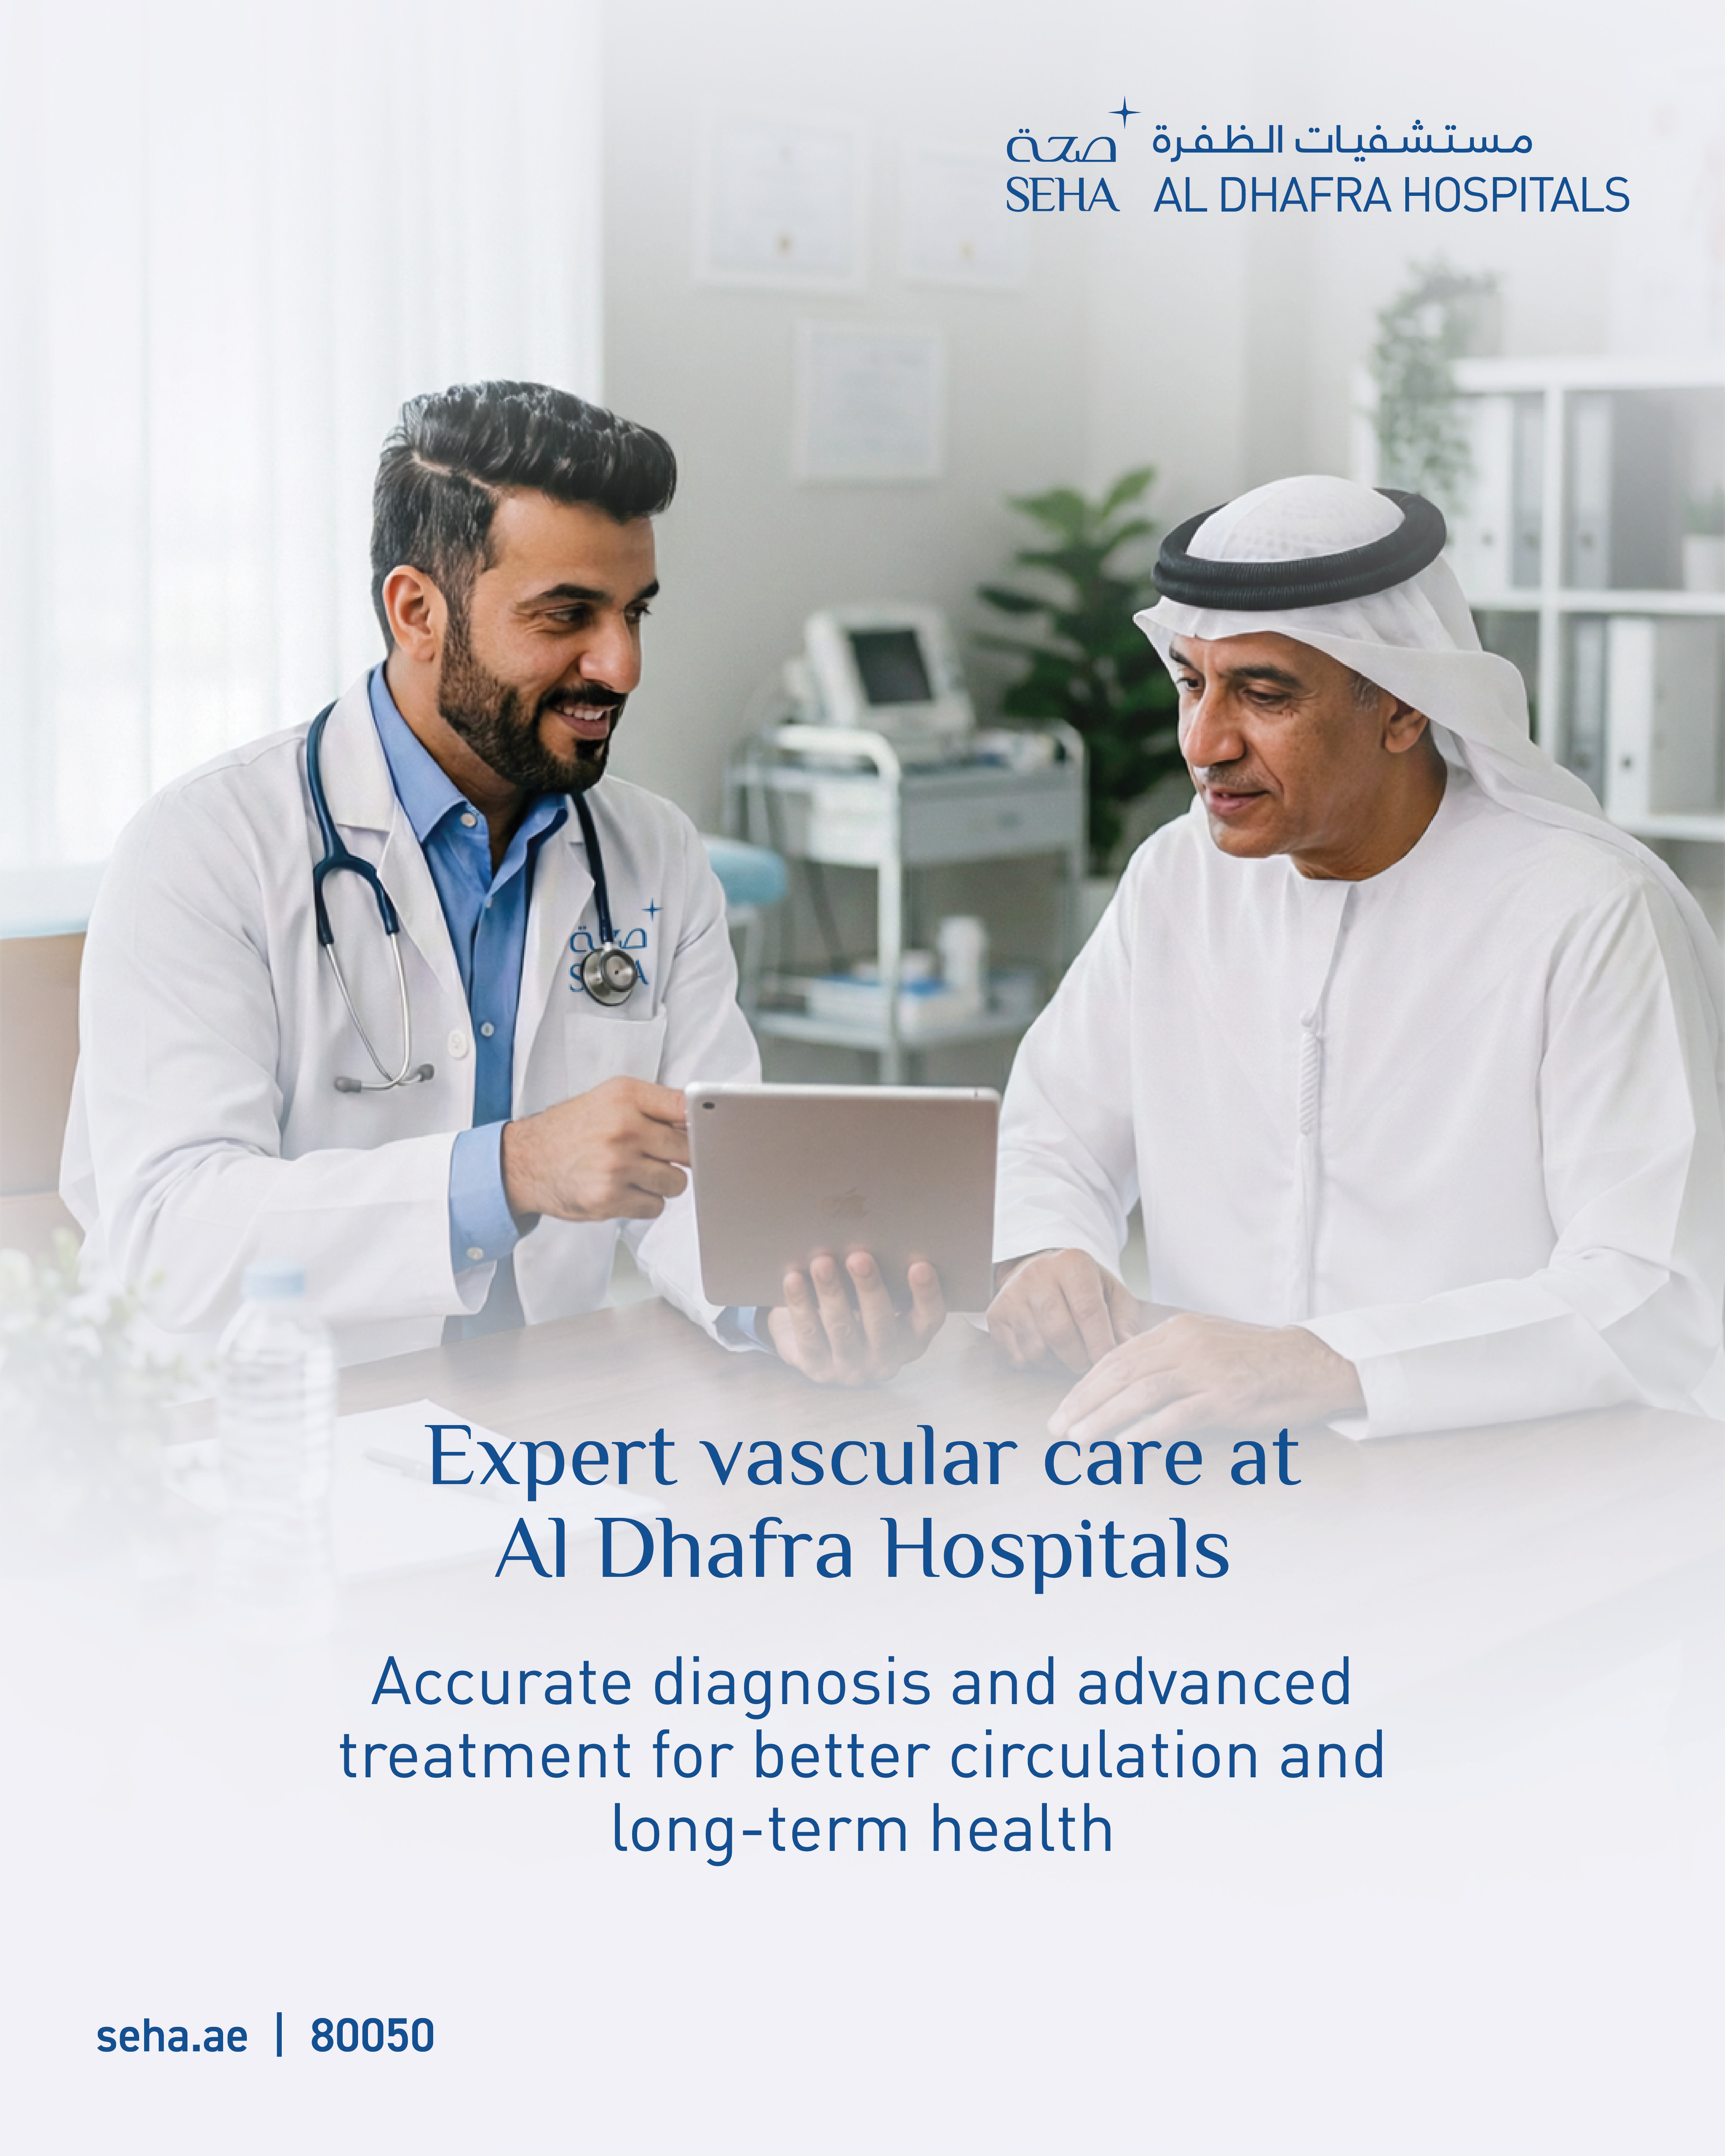 صحة
مستشفيات الظفرة
SEHA
AL DHAFRA HOSPITALS
صحة
Expert vascular care at
Al Dhafra Hospitals
Accurate diagnosis and advanced
treatment for better circulation and
long-term health
seha.ae | 80050